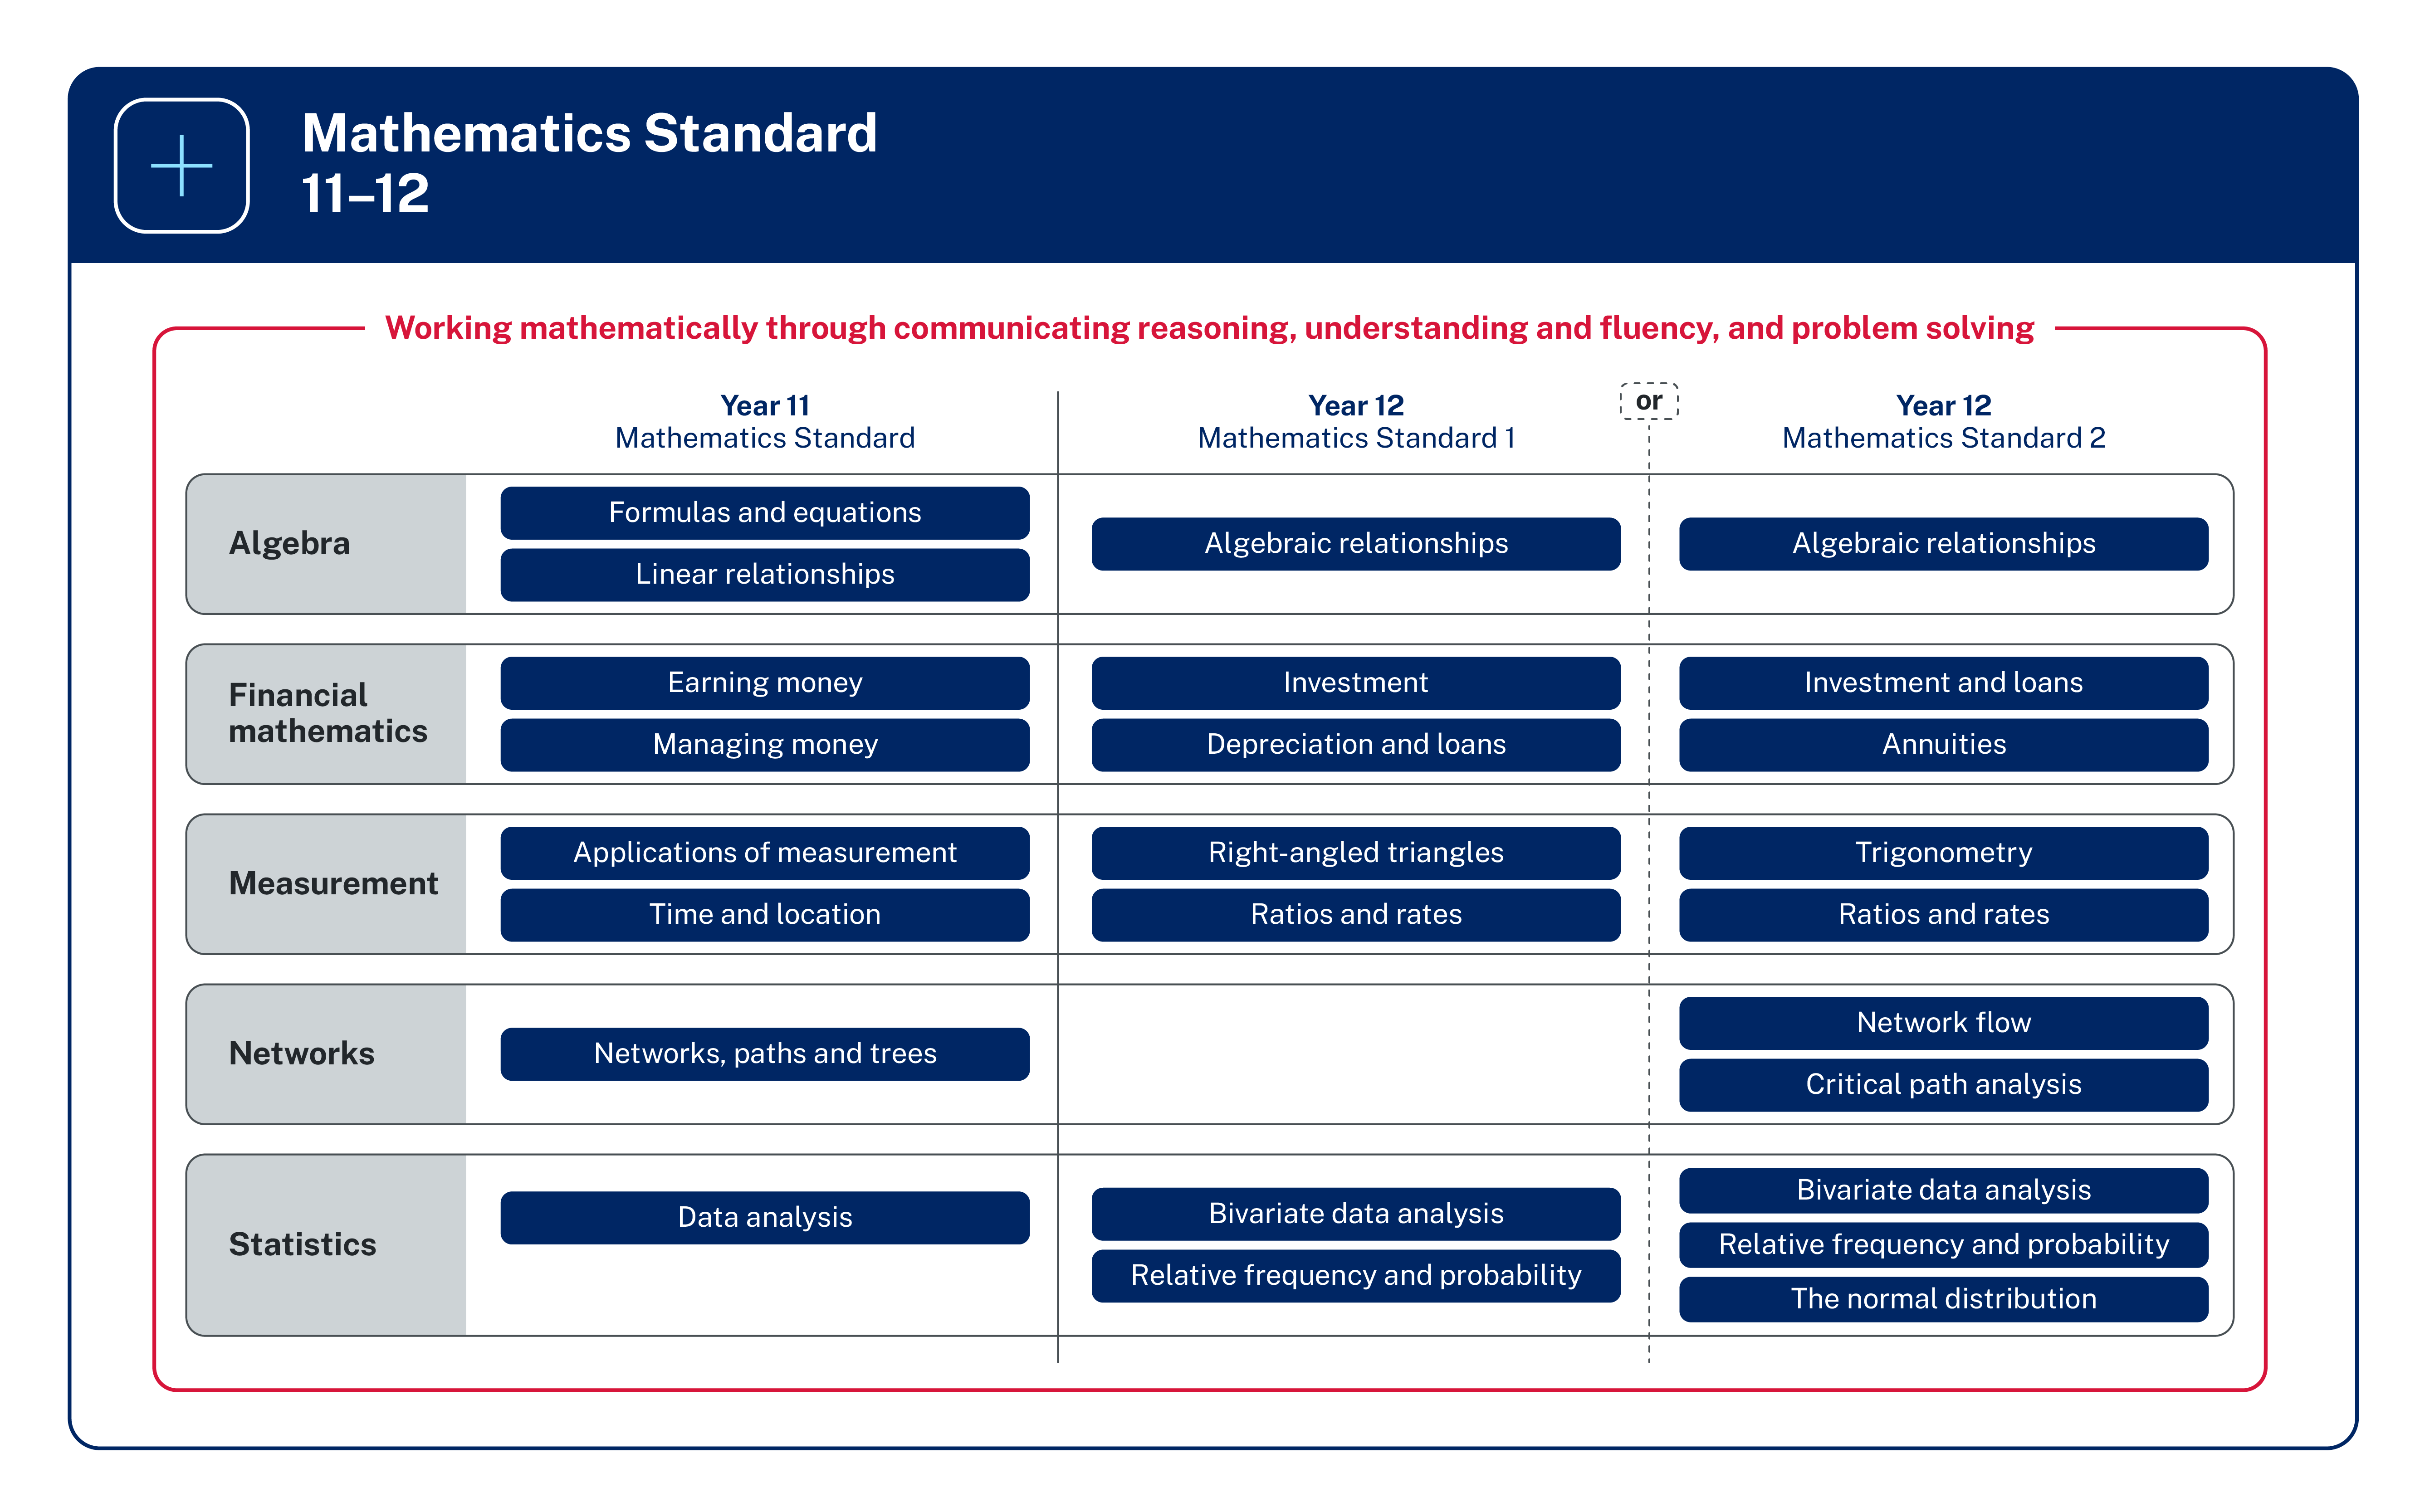 Mathematics Standard
11–12
Working mathematically through communicating reasoning, understanding and fluency, and problem solving
Year 11
Mathematics Standard
Year 12
Mathematics Standard 1
or
Year 12
Mathematics Standard 2
Algebra
Formulas and equations
Linear relationships
Algebraic relationships
Algebraic relationships
Financial
mathematics
Earning money
Managing money
Investment
Depreciation and loans
Investment and loans
Annuities
Measurement
Applications of measurement
Time and location
Right-angled triangles
Ratios and rates
Trigonometry
Ratios and rates
Networks
Networks, paths and trees
Network flow
Critical path analysis
Statistics
Data analysis
Bivariate data analysis
Relative frequency and probability
Bivariate data analysis
Relative frequency and probability
The normal distribution